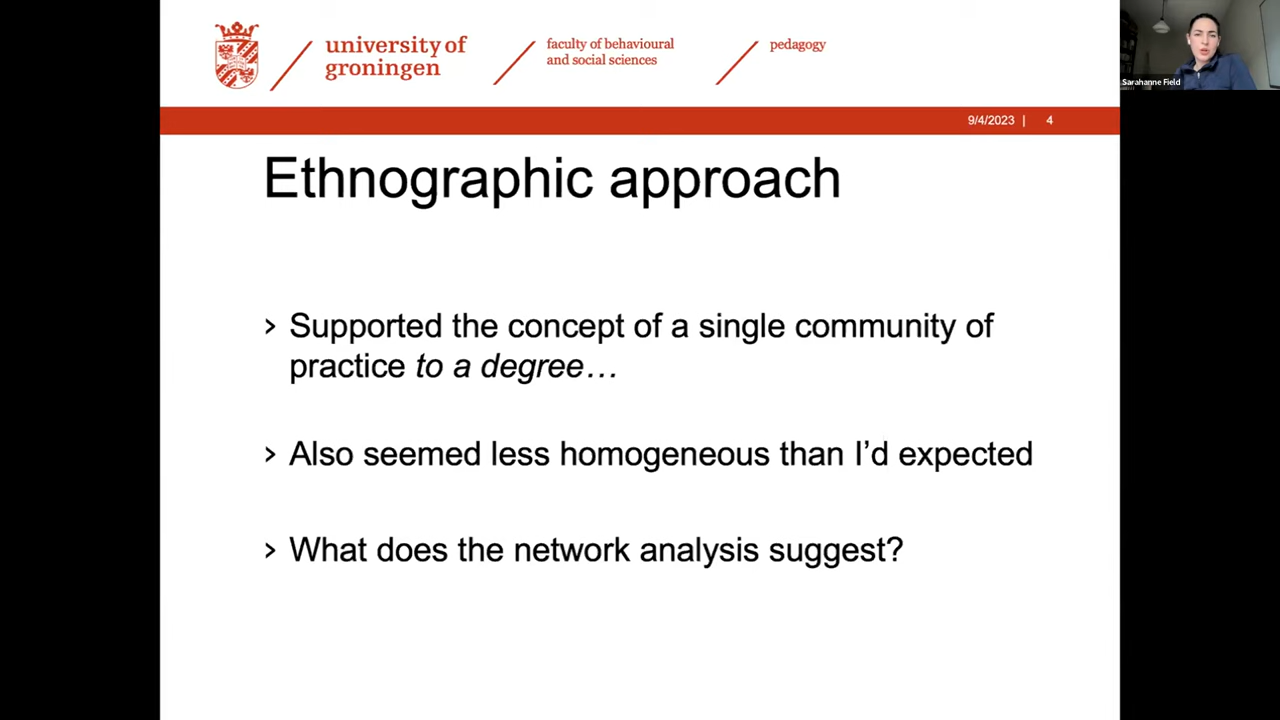 university of
groningen
faculty of behavioural
and social sciences
pedagogy
Sarahanne Field
9/4/2023 | 4
Ethnographic approach
› Supported the concept of a single community of
practice to a degree…
› Also seemed less homogeneous than I’d expected
› What does the network analysis suggest?